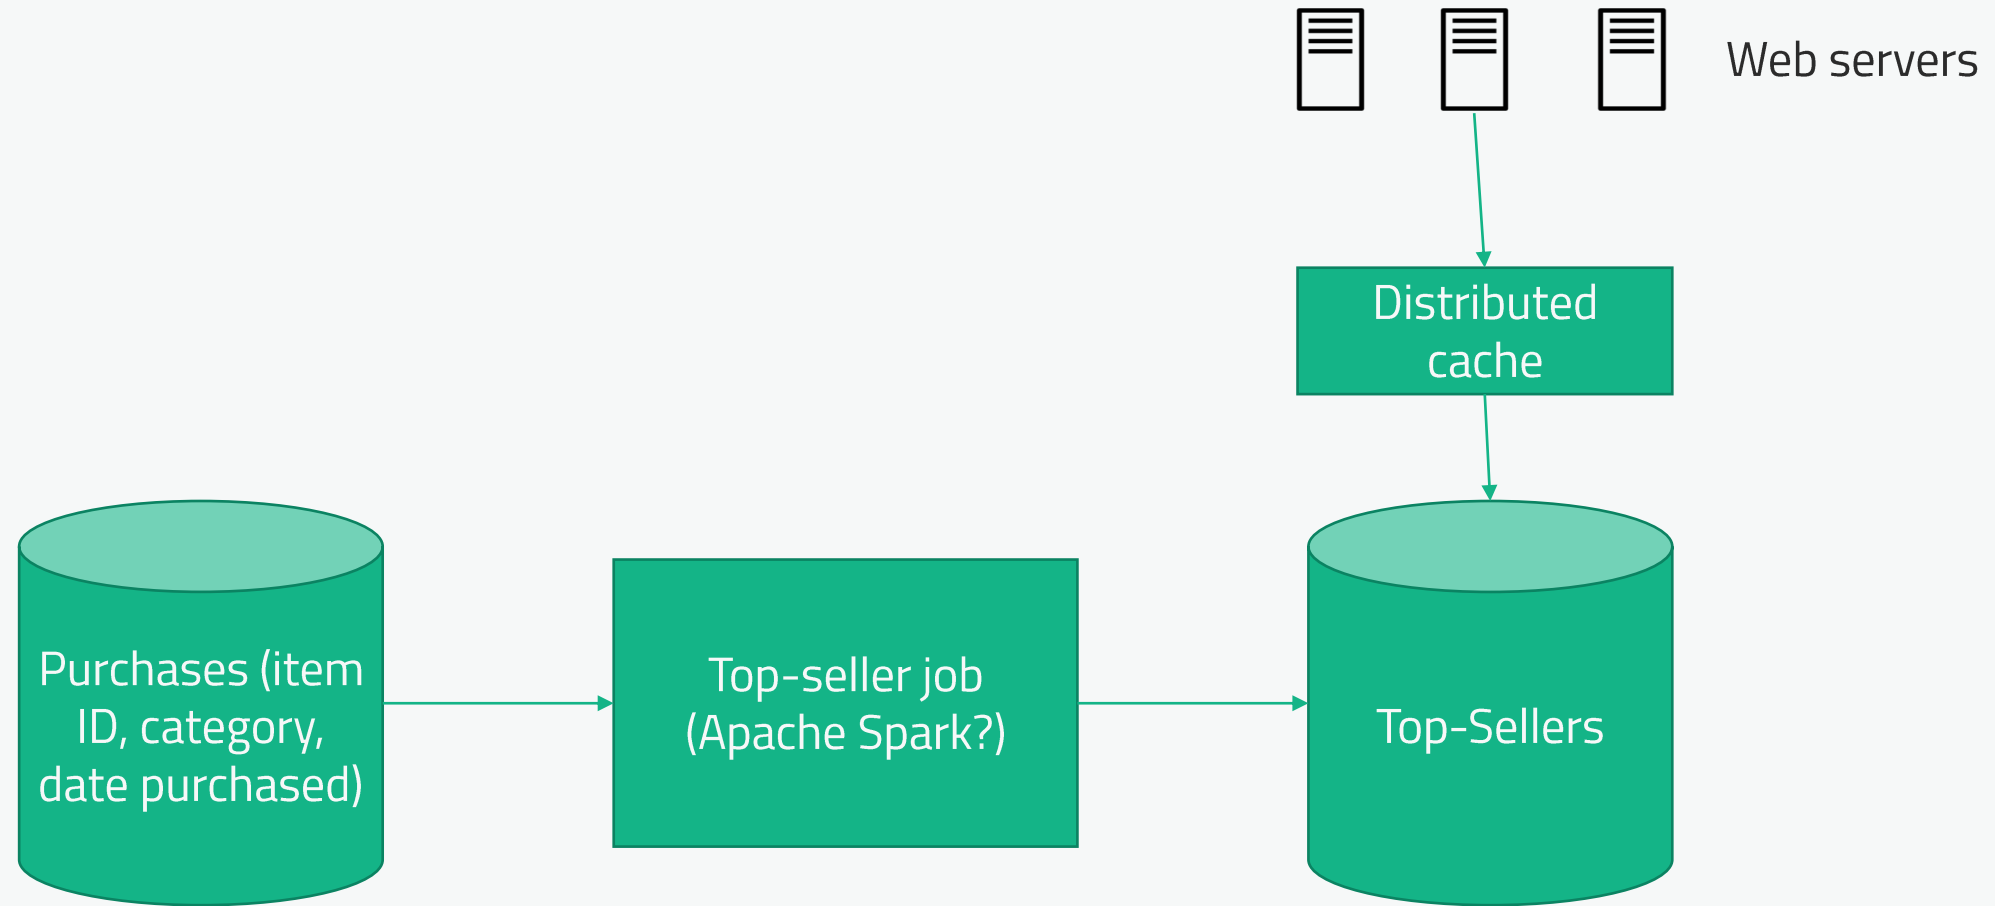 Web servers
Distributed
cache
Purchases (item
ID, category,
date purchased)
Top-seller job
(Apache Spark?)
Top-Sellers